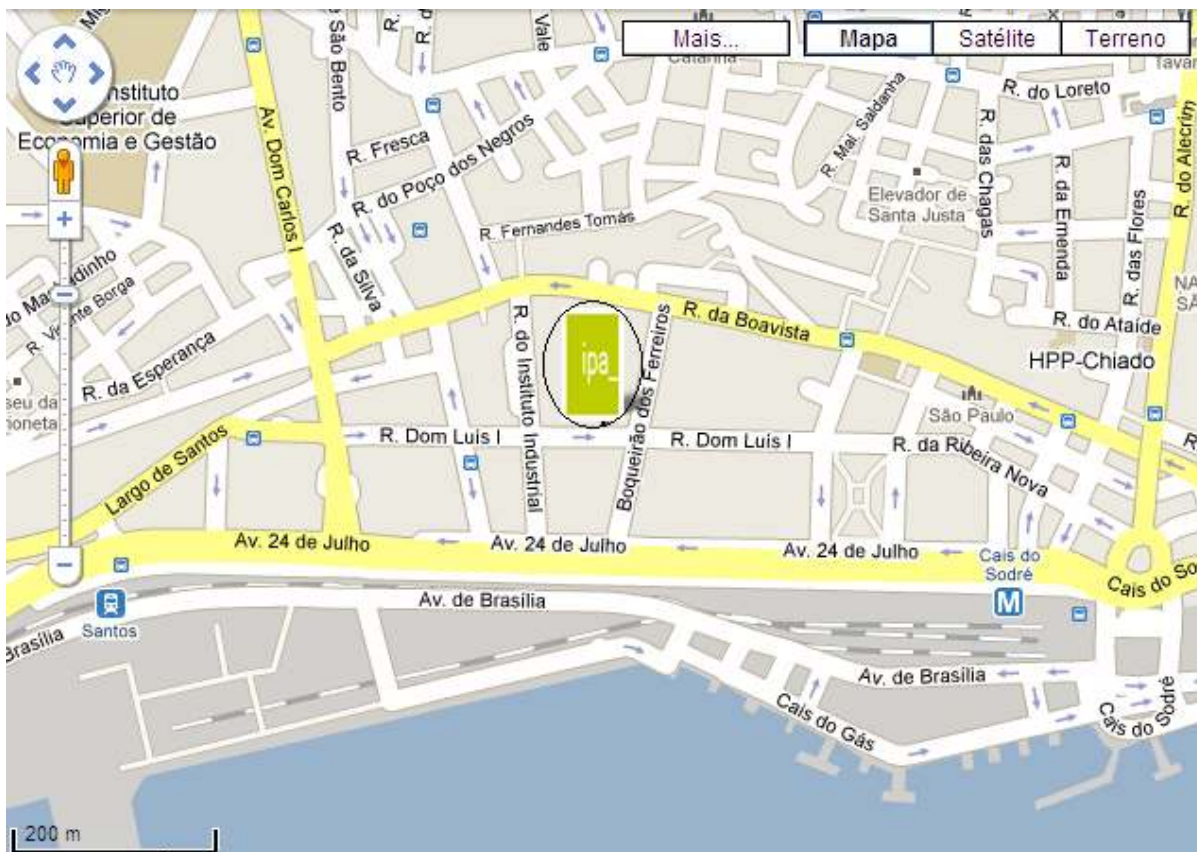 Mais...
Mapa
Satélite
Terreno
R. do Loreto
R. do Alecrim
Instituto
Superior de
Economia e Gestão
Av. Dom Carlos I
São Bento
Vale
R. Fresca
R. do Poço dos Negros
R. Mal. Saldanha
R. das Chagas
R. da Emenda
R. das Flores
Elevador de
Santa Justa
R. Fernandes Tomás
R. da Silva
R. Vicente Borga
R. da Esperança
R. da Boavista
R. do Ataíde
HPP-Chiado
São Paulo
ipa_
R. do Instituto Industrial
Boqueirão dos Ferreiros
R. Dom Luís I
R. Dom Luís I
R. da Ribeira Nova
Largo de Santos
Av. 24 de Julho
Av. 24 de Julho
Av. 24 de Julho
Cais do
Sodré
M
Cais do So
Santos
Brasília
Av. de Brasília
Av. de Brasília
Cais do Gás
Cais do Sodré
200 m